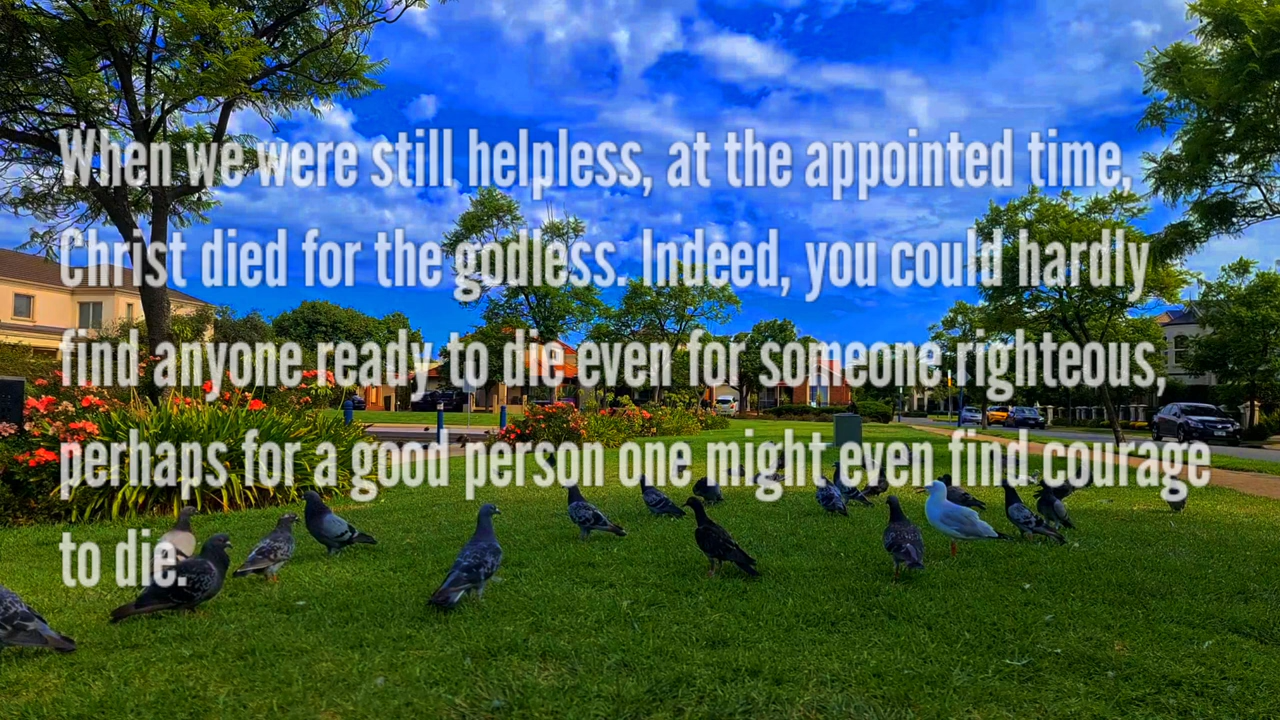 When we were still helpless, at the appointed time,
Christ died for the godless. Indeed, you could hardly
find anyone ready to die even for someone righteous,
perhaps for a good person one might even find courage
to die.